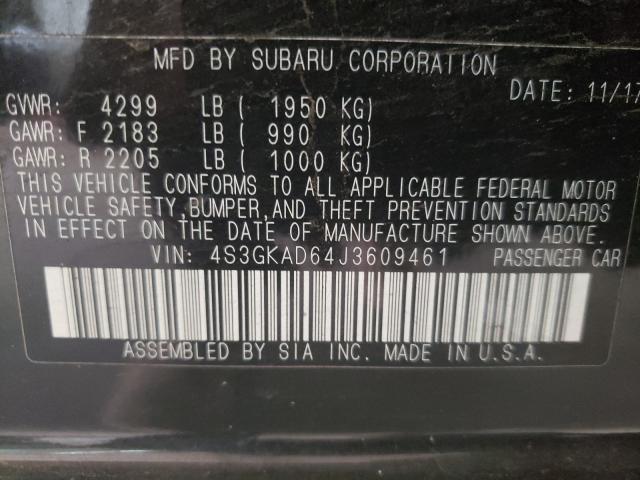 MFD BY SUBARU CORPORATION
DATE: 11/17
GVWR: 4299 LB ( 1950 KG)
GAWR: F 2183 LB ( 990 KG)
GAWR: R 2205 LB ( 1000 KG)
THIS VEHICLE CONFORMS TO ALL APPLICABLE FEDERAL MOTOR
VEHICLE SAFETY,BUMPER,AND THEFT PREVENTION STANDARDS
IN EFFECT ON THE DATE OF MANUFACTURE SHOWN ABOVE.
VIN: 4S3GKAD64J3609461 PASSENGER CAR
ASSEMBLED BY SIA INC. MADE IN U.S.A.